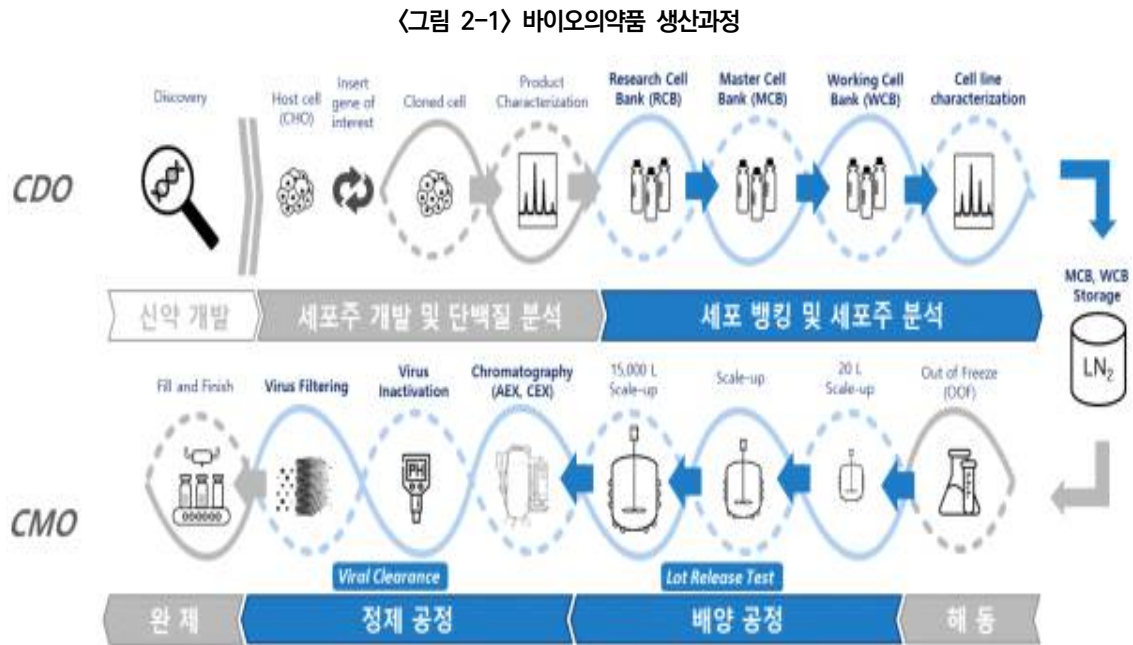 <그림 2-1> 바이오의약품 생산과정
CDO
Discovery
Host cell
(CHO)
Insert
gene of
interest
Cloned cell
Product
Characterization
Research Cell
Bank (RCB)
Master Cell
Bank (MCB)
Working Cell
Bank (WCB)
Cell line
characterization
신약 개발
세포주 개발 및 단백질 분석
세포 뱅킹 및 세포주 분석
MCB, WCB
Storage
LN2
CMO
Fill and Finish
Virus Filtering
Virus
Inactivation
PH
Chromatography
(AEX, CEX)
15,000 L
Scale-up
Scale-up
20 L
Scale-up
Out of Freeze
(OOF)
Viral Clearance
Lot Release Test
완 제
정제 공정
배양 공정
해 동